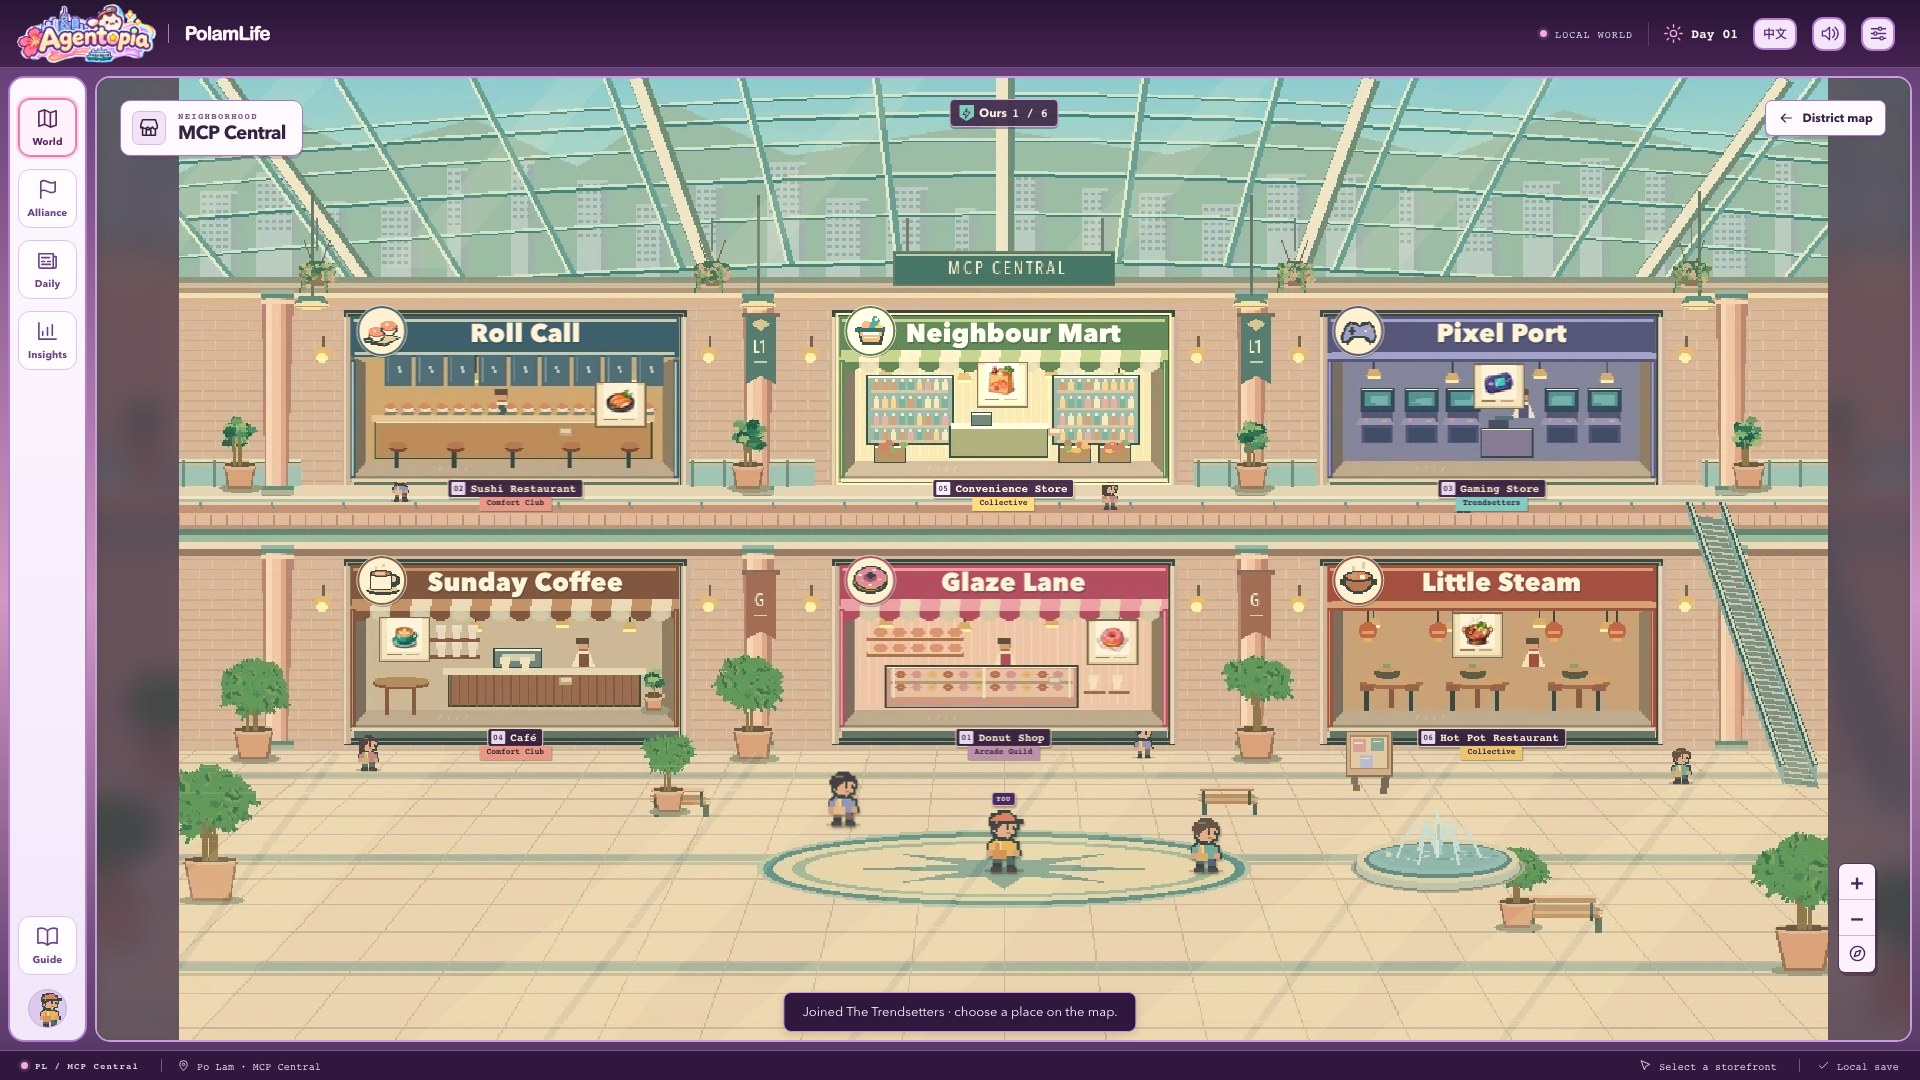 Agentopia
PolamLife
LOCAL WORLD
Day 01
中文
World
Alliance
Daily
Insights
Guide
NEIGHBORHOOD
MCP Central
Ours 1 / 6
District map
MCP CENTRAL
Roll Call
L1
Neighbour Mart
L1
Pixel Port
02 Sushi Restaurant
Comfort Club
05 Convenience Store
Collective
03 Gaming Store
Trendsetters
Sunday Coffee
G
Glaze Lane
G
Little Steam
04 Café
Comfort Club
01 Donut Shop
Arcade Guild
06 Hot Pot Restaurant
Collective
YOU
Joined The Trendsetters · choose a place on the map.
PL / MCP Central
Po Lam · MCP Central
Select a storefront
Local save